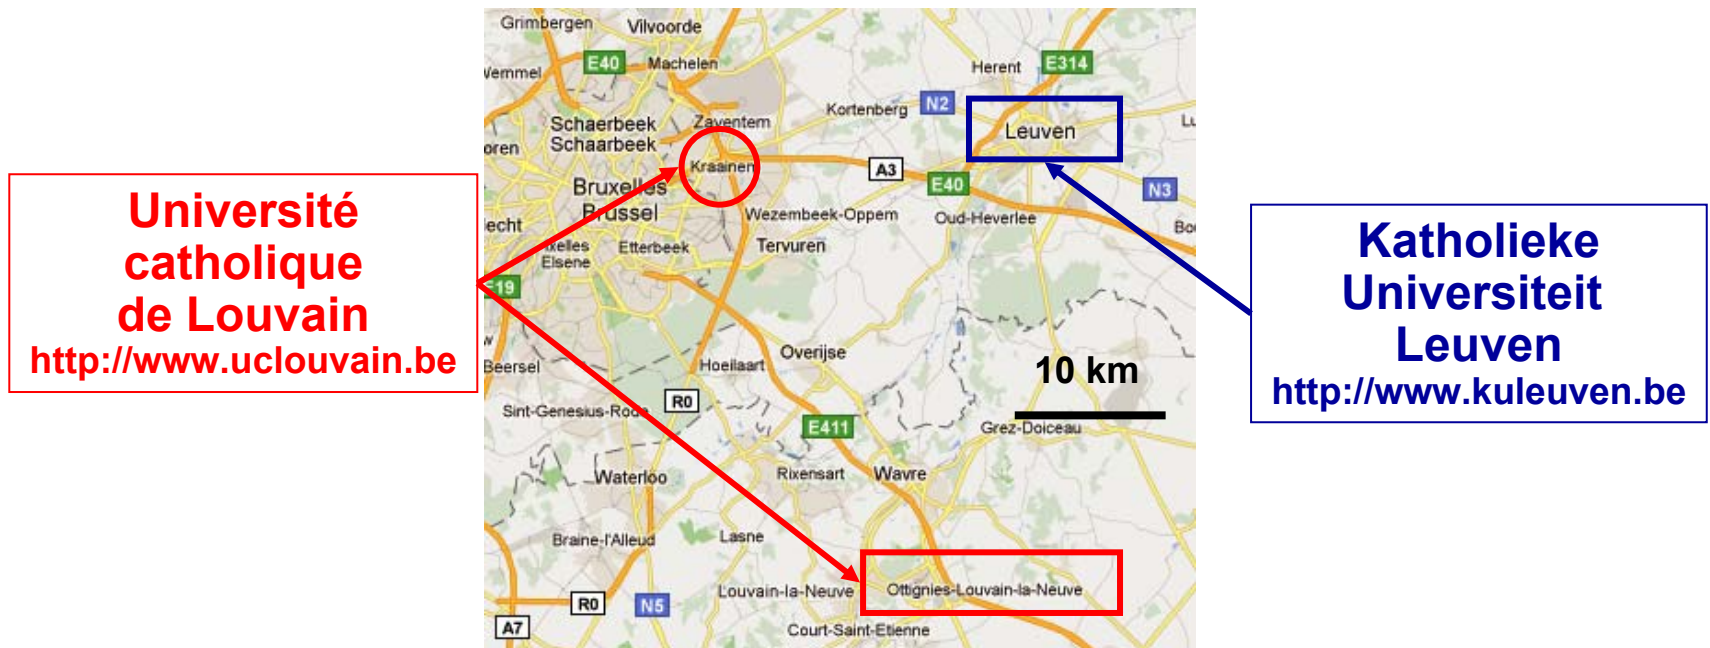 Université
catholique
de Louvain
http://www.uclouvain.be
Grimbergen
Vilvoorde
E40
Machelen
Herent
E314
Kortenberg
N2
Schaerbeek
Schaarbeek
Zaventem
Leuven
Kraainen
A3
E40
N3
Bruxelles
Brussel
Wezembeek-Oppem
Oud-Heverlee
Etterbeek
Tervuren
Elsene
Overijse
Hoeilaart
Beersel
10 km
Sint-Genesius-Rode
R0
E411
Grez-Doiceau
Waterloo
Rixensart
Wavre
Braine-l'Alleud
Lasne
Louvain-la-Neuve
Ottignies-Louvain-la-Neuve
R0
N5
A7
Court-Saint-Etienne
Katholieke
Universiteit
Leuven
http://www.kuleuven.be